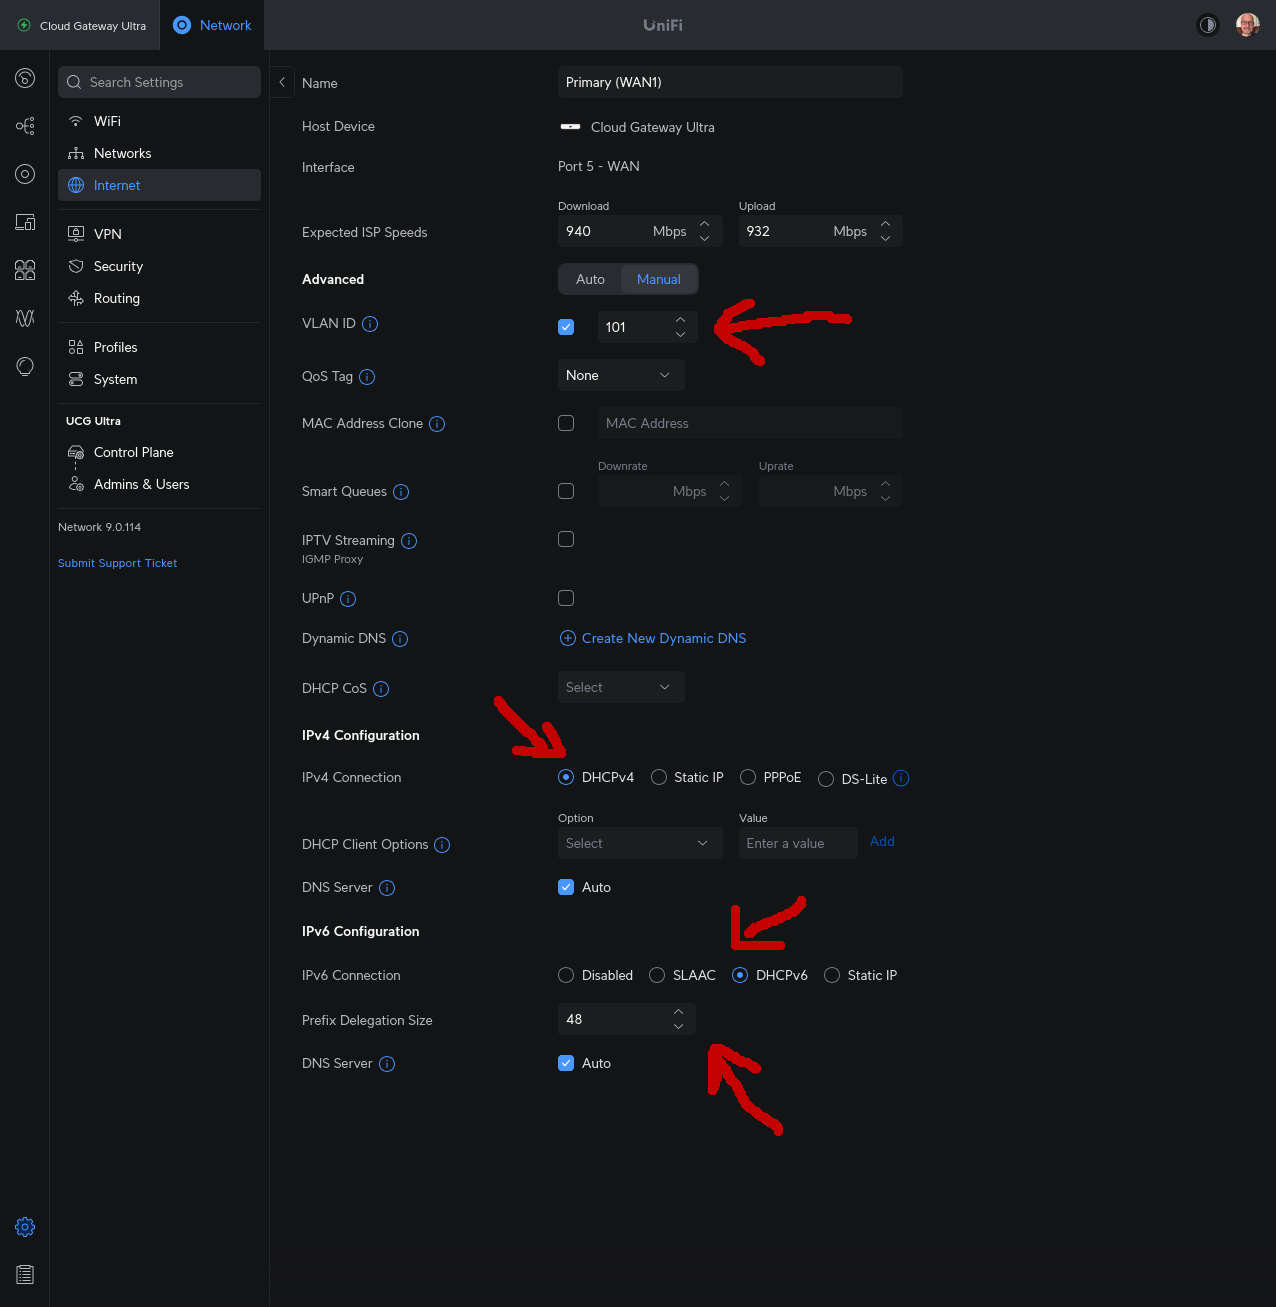 Cloud Gateway Ultra
Network
UniFi
Search Settings
WiFi
Networks
Internet
VPN
Security
Routing
Profiles
System
UCG Ultra
Control Plane
Admins & Users
Network 9.0.114
Submit Support Ticket
Name
Primary (WAN1)
Host Device
Cloud Gateway Ultra
Interface
Port 5 - WAN
Download
Upload
Expected ISP Speeds
940 Mbps
932 Mbps
Advanced
Auto
Manual
VLAN ID
101
QoS Tag
None
MAC Address Clone
MAC Address
Downrate
Uprate
Smart Queues
Mbps
Mbps
IPTV Streaming
IGMP Proxy
UPnP
Dynamic DNS
Create New Dynamic DNS
DHCP CoS
Select
IPv4 Configuration
IPv4 Connection
DHCPv4
Static IP
PPPoE
DS-Lite
Option
Value
DHCP Client Options
Select
Enter a value
Add
DNS Server
Auto
IPv6 Configuration
IPv6 Connection
Disabled
SLAAC
DHCPv6
Static IP
Prefix Delegation Size
48
DNS Server
Auto